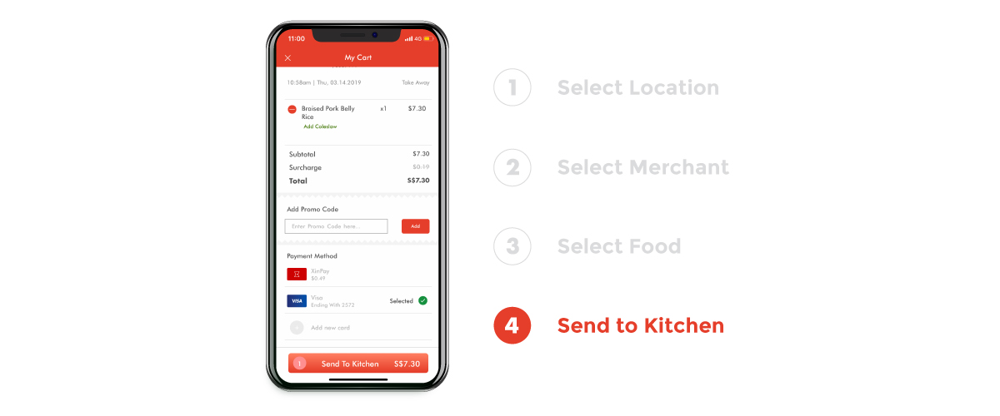 11:00
4G
My Cart
10:58am | Thu, 03.14.2019 Take Away
Braised Pork Belly x1 $7.30
Rice
Add Coleslaw
Subtotal $7.30
Surcharge $0.19
Total S$7.30
Add Promo Code
Enter Promo Code here... Add
Payment Method
XinPay
$0.49
VISA Visa Selected
Ending With 2572
+ Add new card
1 Send To Kitchen S$7.30
1 Select Location
2 Select Merchant
3 Select Food
4 Send to Kitchen